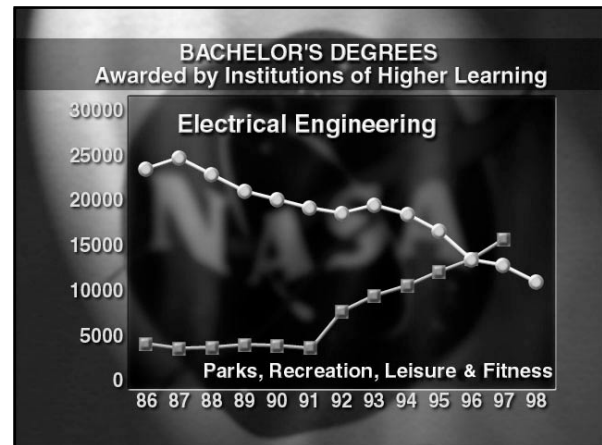 BACHELOR'S DEGREES
Awarded by Institutions of Higher Learning
30000
Electrical Engineering
25000
20000
15000
NASA
10000
5000
Parks, Recreation, Leisure & Fitness
0
86 87 88 89 90 91 92 93 94 95 96 97 98